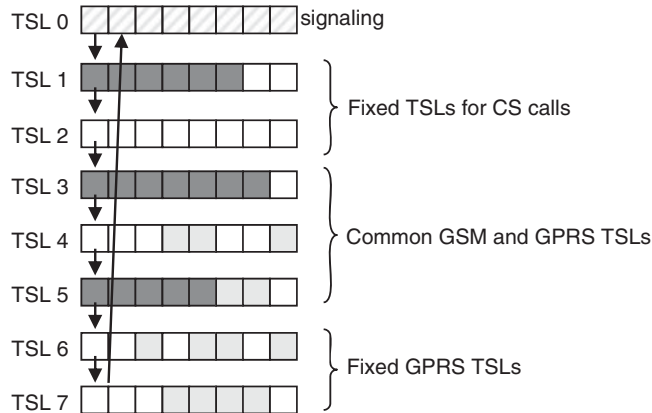 TSL 0 signaling
TSL 1
Fixed TSLs for CS calls
TSL 2
TSL 3
TSL 4 Common GSM and GPRS TSLs
TSL 5
TSL 6
Fixed GPRS TSLs
TSL 7